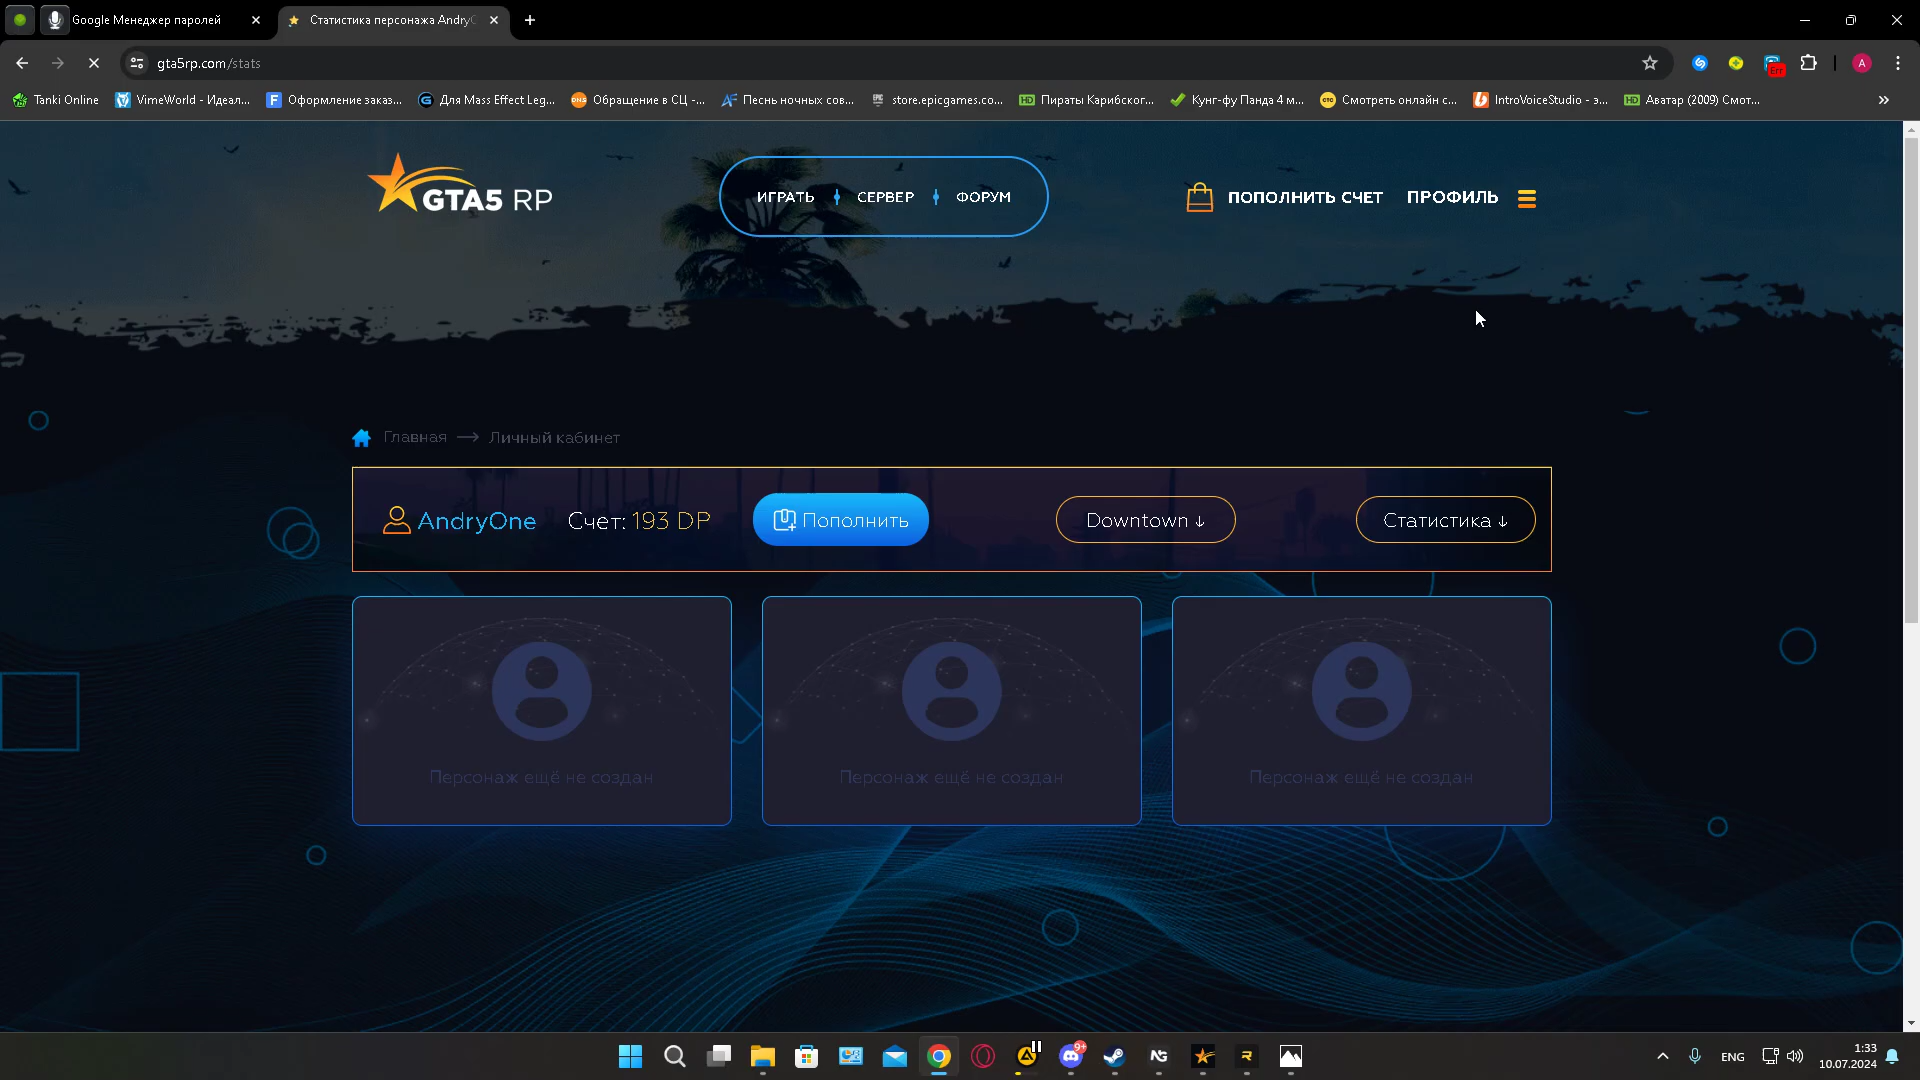 Google Менеджер паролей
Статистика персонажа Andry
gta5rp.com/stats
A
Err
Tanki Online
VimeWorld - Идеал...
Оформление заказ...
Для Mass Effect Leg...
Обращение в СЦ -...
Песнь ночных сов...
store.epicgames.co...
Пираты Карибског...
Кунг-фу Панда 4 м...
Смотреть онлайн с...
IntroVoiceStudio - э...
Аватар (2009) Смот...
GTA5 RP
ИГРАТЬ
СЕРВЕР
ФОРУМ
ПОПОЛНИТЬ СЧЕТ
ПРОФИЛЬ
Главная → Личный кабинет
AndryOne
Счет: 193 DP
Пополнить
Downtown ↓
Статистика ↓
Персонаж ещё не создан
Персонаж ещё не создан
Персонаж ещё не создан
9+
ENG
1:33
10.07.2024